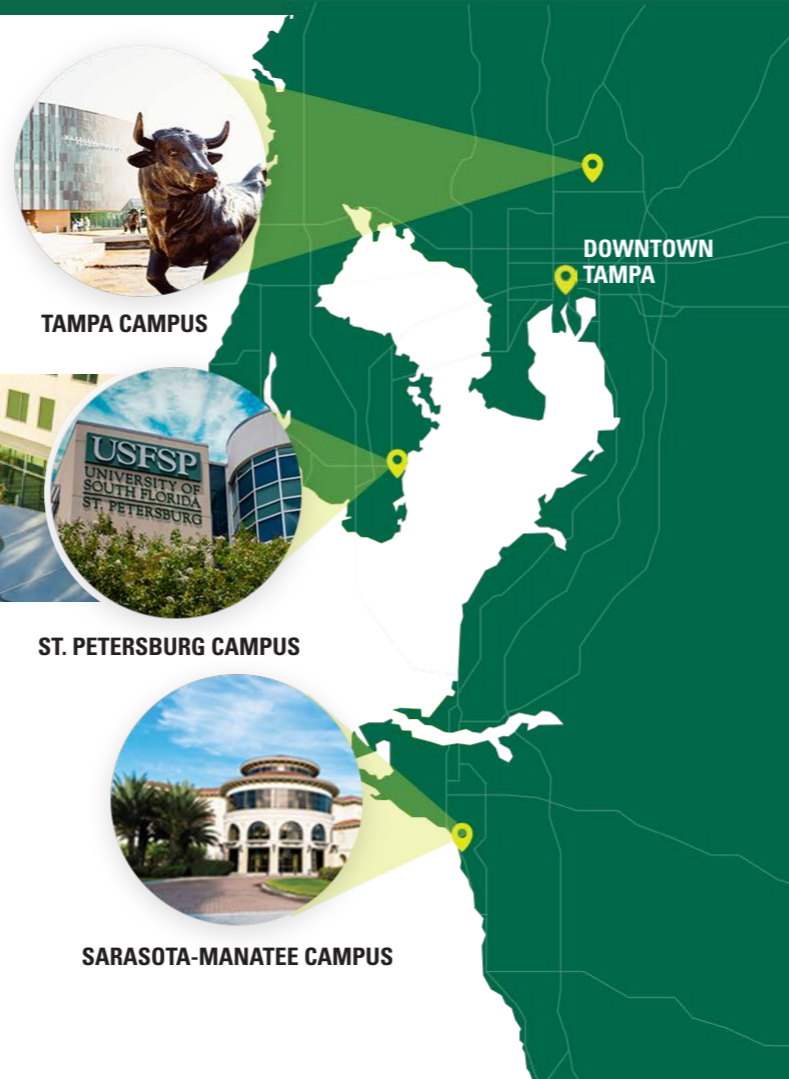 DOWNTOWN
TAMPA
TAMPA CAMPUS
USFSP
UNIVERSITY OF
SOUTH FLORIDA
ST. PETERSBURG
ST. PETERSBURG CAMPUS
SARASOTA-MANATEE CAMPUS